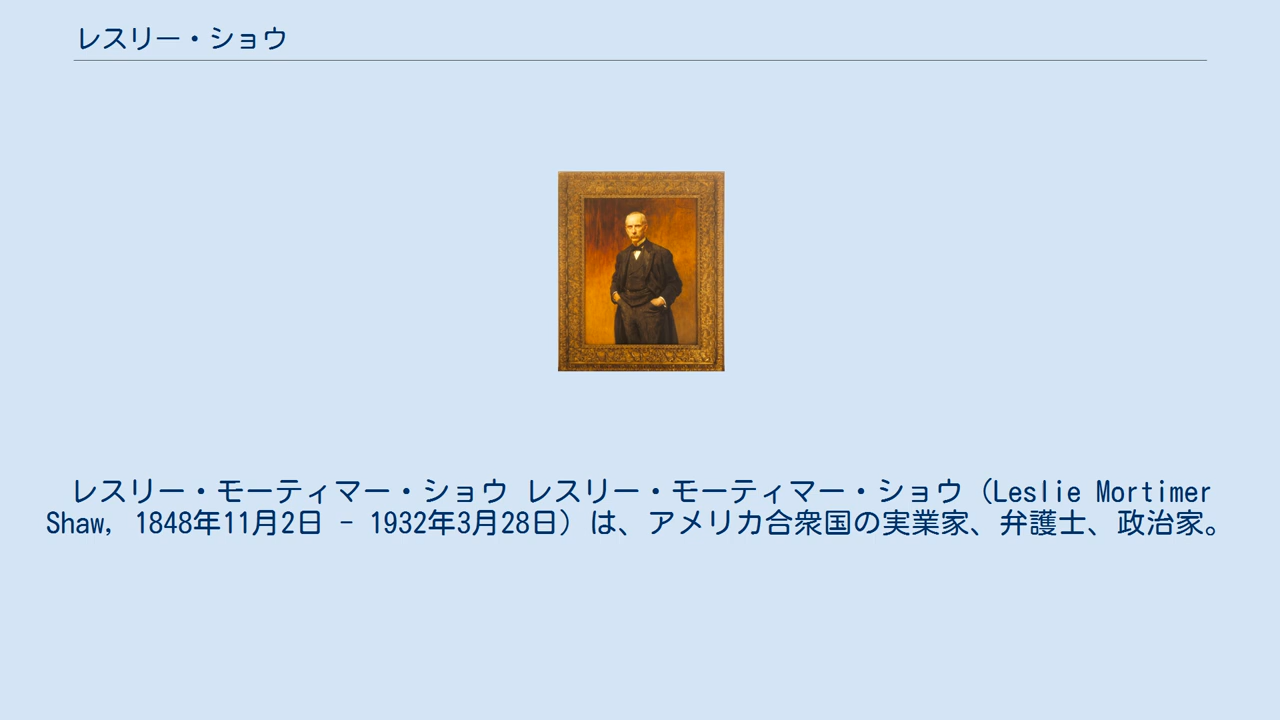 レスリー・ショウ
レスリー・モーティマー・ショウ レスリー・モーティマー・ショウ（Leslie Mortimer
Shaw, 1848年11月2日 - 1932年3月28日）は、アメリカ合衆国の実業家、弁護士、政治家。